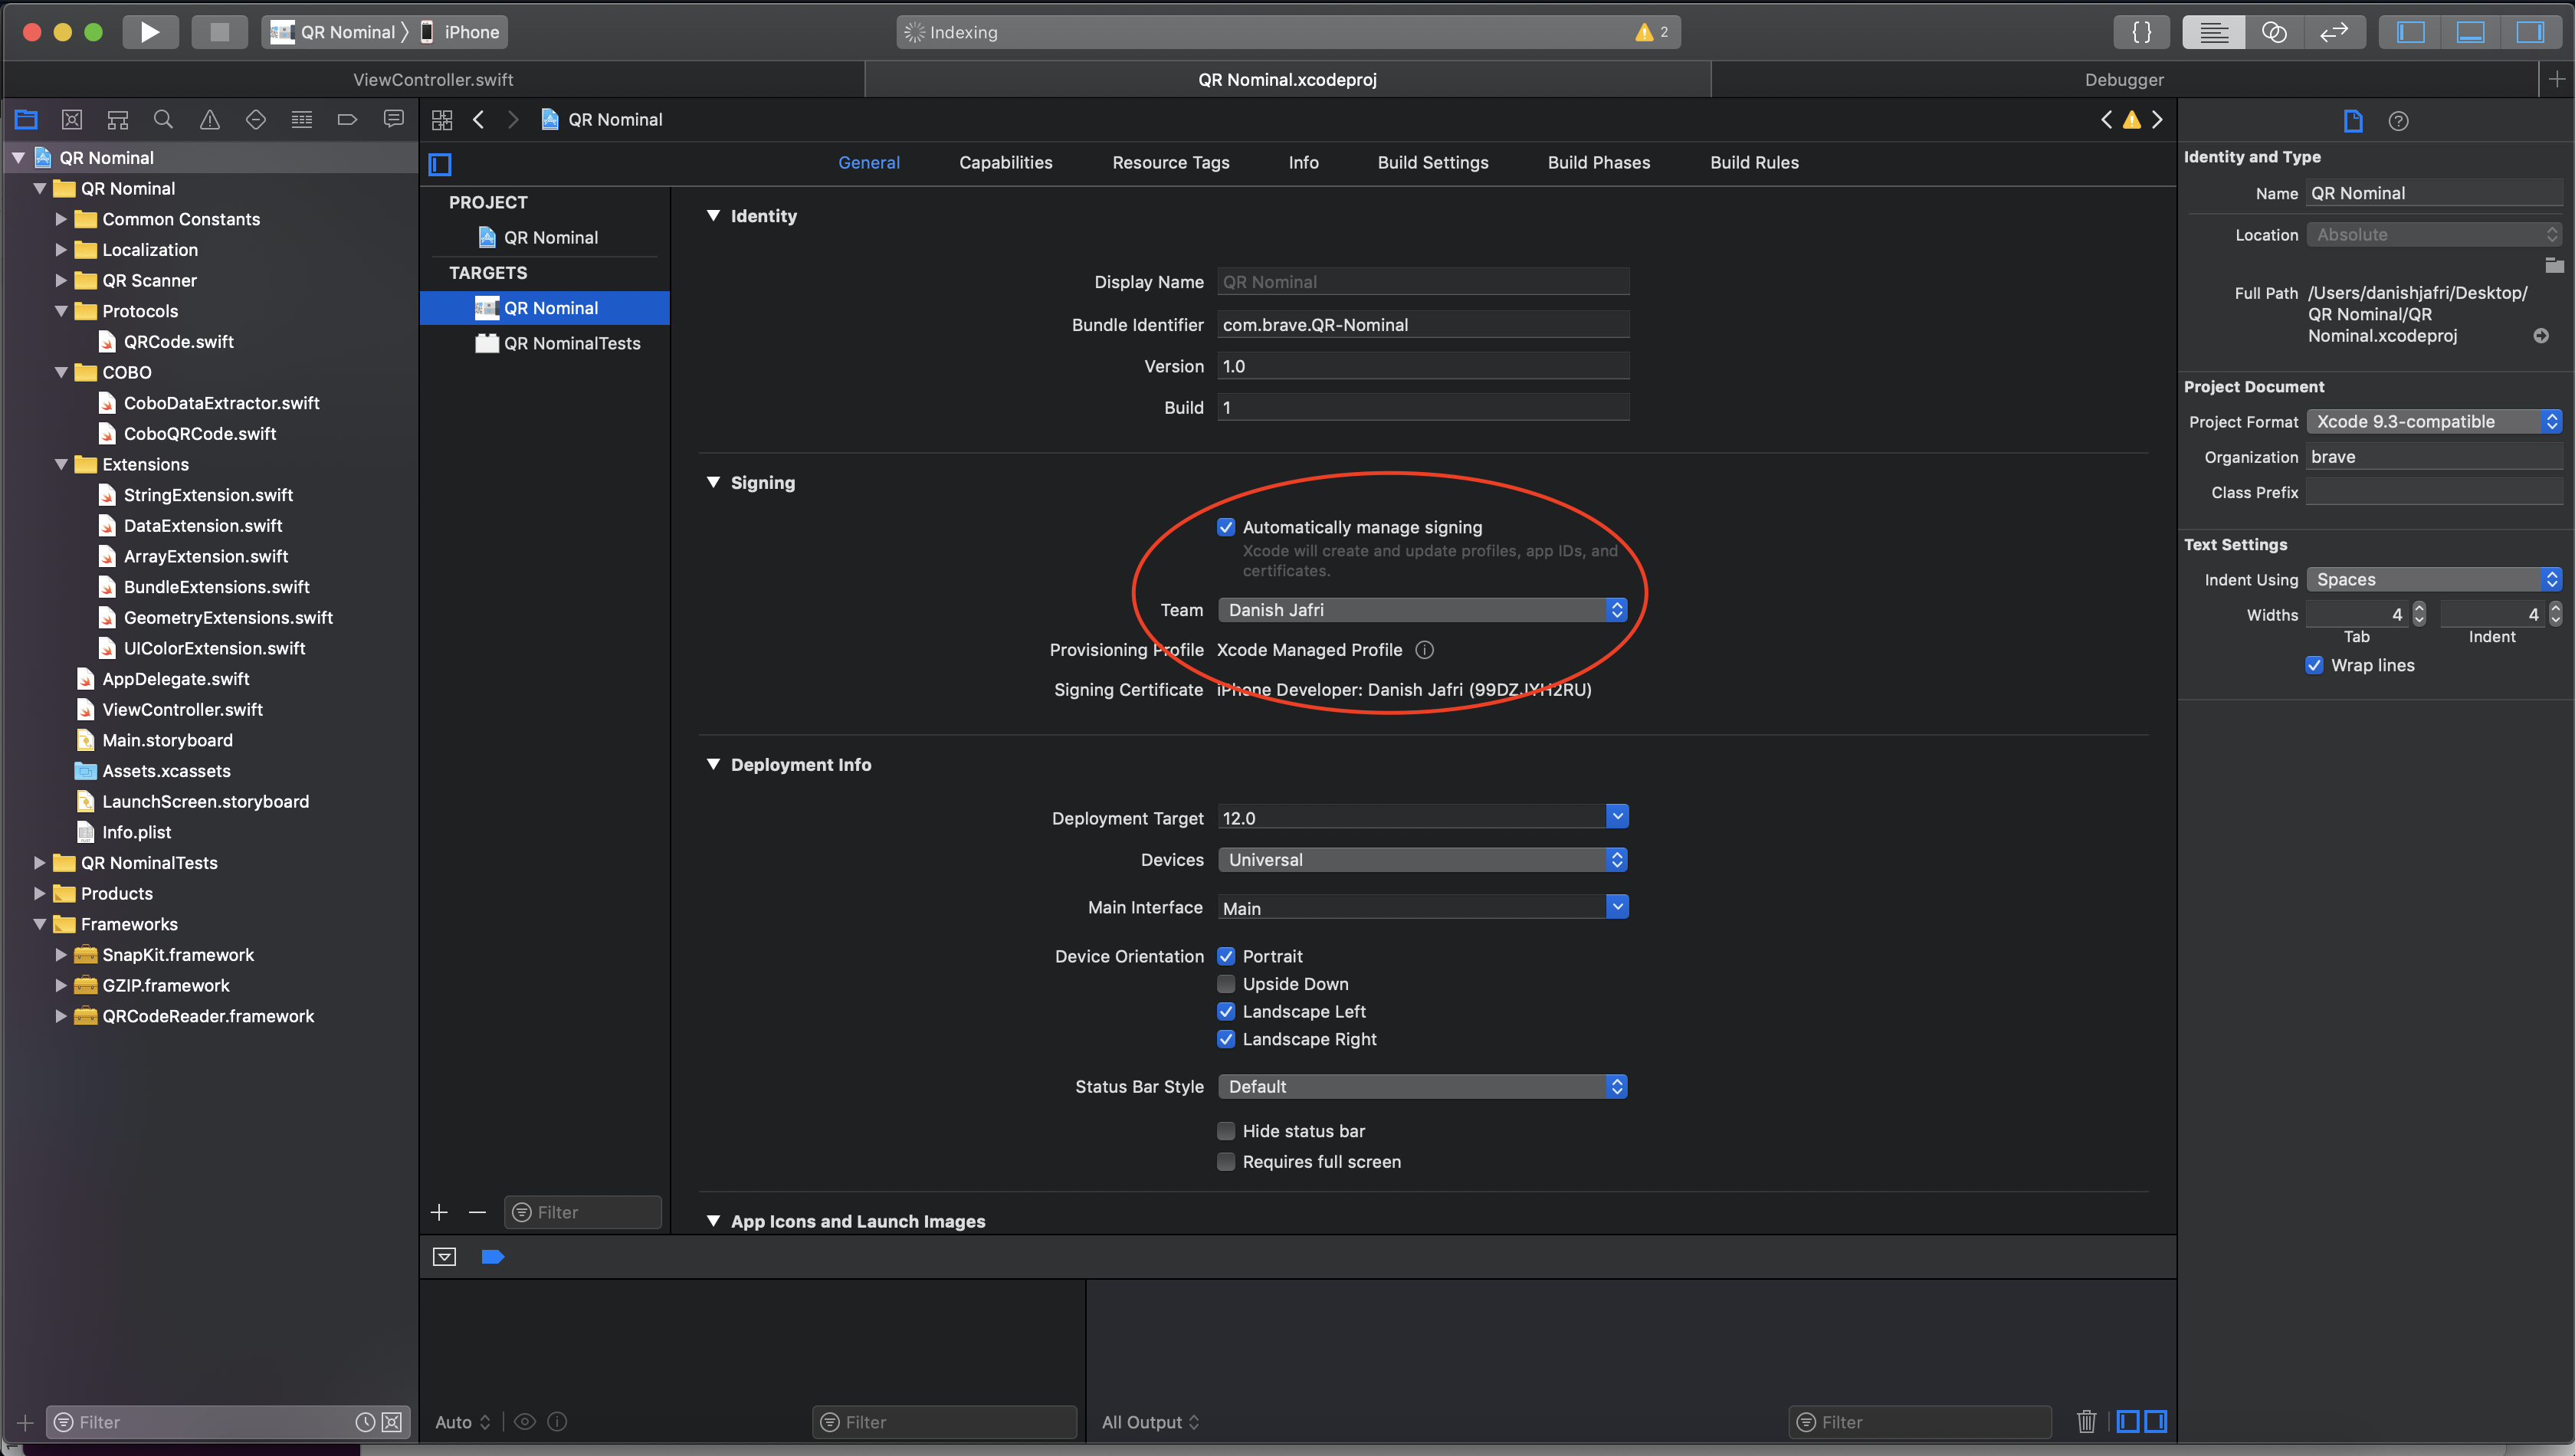 QR Nominal
iPhone
Indexing
2
ViewController.swift
QR Nominal.xcodeproj
Debugger
QR Nominal
General
Capabilities
Resource Tags
Info
Build Settings
Build Phases
Build Rules
QR Nominal
QR Nominal
Common Constants
Localization
QR Scanner
Protocols
QRCode.swift
COBO
CoboDataExtractor.swift
CoboQRCode.swift
Extensions
StringExtension.swift
DataExtension.swift
ArrayExtension.swift
BundleExtensions.swift
GeometryExtensions.swift
UIColorExtension.swift
AppDelegate.swift
ViewController.swift
Main.storyboard
Assets.xcassets
LaunchScreen.storyboard
Info.plist
QR NominalTests
Products
Frameworks
SnapKit.framework
GZIP.framework
QRCodeReader.framework
Filter
PROJECT
QR Nominal
TARGETS
QR Nominal
QR NominalTests
Filter
Identity
Display Name QR Nominal
Bundle Identifier com.brave.QR-Nominal
Version 1.0
Build 1
Signing
Automatically manage signing
Xcode will create and update profiles, app IDs, and
certificates.
Team Danish Jafri
Provisioning Profile Xcode Managed Profile
Signing Certificate iPhone Developer: Danish Jafri (99DZJYH2RU)
Deployment Info
Deployment Target 12.0
Devices Universal
Main Interface Main
Device Orientation Portrait
Upside Down
Landscape Left
Landscape Right
Status Bar Style Default
Hide status bar
Requires full screen
App Icons and Launch Images
Auto
Filter
All Output
Filter
Identity and Type
Name QR Nominal
Location Absolute
Full Path /Users/danishjafri/Desktop/
QR Nominal/QR
Nominal.xcodeproj
Project Document
Project Format Xcode 9.3-compatible
Organization brave
Class Prefix
Text Settings
Indent Using Spaces
Widths 4 4
Tab Indent
Wrap lines